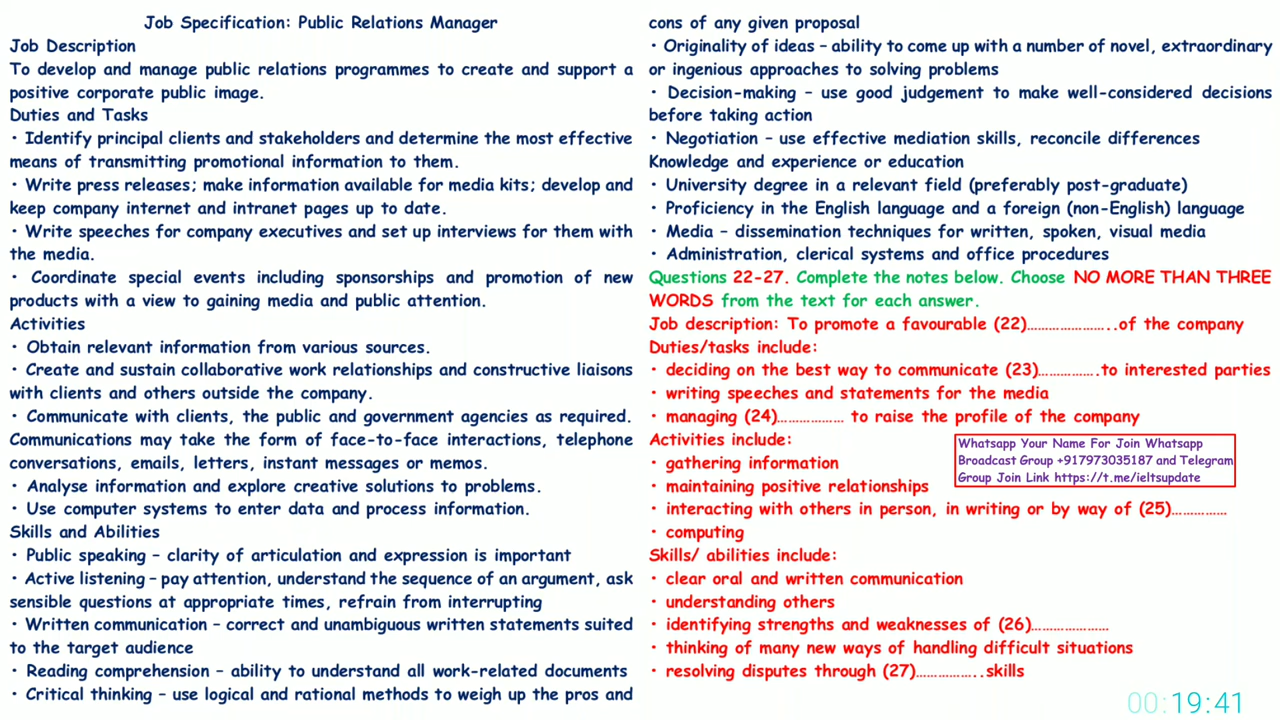 Job Specification: Public Relations Manager
Job Description
To develop and manage public relations programmes to create and support a
positive corporate public image.
Duties and Tasks
• Identify principal clients and stakeholders and determine the most effective
means of transmitting promotional information to them.
• Write press releases; make information available for media kits; develop and
keep company internet and intranet pages up to date.
• Write speeches for company executives and set up interviews for them with
the media.
• Coordinate special events including sponsorships and promotion of new
products with a view to gaining media and public attention.
Activities
• Obtain relevant information from various sources.
• Create and sustain collaborative work relationships and constructive liaisons
with clients and others outside the company.
• Communicate with clients, the public and government agencies as required.
Communications may take the form of face-to-face interactions, telephone
conversations, emails, letters, instant messages or memos.
• Analyse information and explore creative solutions to problems.
• Use computer systems to enter data and process information.
Skills and Abilities
• Public speaking – clarity of articulation and expression is important
• Active listening – pay attention, understand the sequence of an argument, ask
sensible questions at appropriate times, refrain from interrupting
• Written communication – correct and unambiguous written statements suited
to the target audience
• Reading comprehension – ability to understand all work-related documents
• Critical thinking – use logical and rational methods to weigh up the pros and
cons of any given proposal
• Originality of ideas – ability to come up with a number of novel, extraordinary
or ingenious approaches to solving problems
• Decision-making – use good judgement to make well-considered decisions
before taking action
• Negotiation – use effective mediation skills, reconcile differences
Knowledge and experience or education
• University degree in a relevant field (preferably post-graduate)
• Proficiency in the English language and a foreign (non-English) language
• Media – dissemination techniques for written, spoken, visual media
• Administration, clerical systems and office procedures
Questions 22-27. Complete the notes below. Choose NO MORE THAN THREE
WORDS from the text for each answer.
Job description: To promote a favourable (22)…………………..of the company
Duties/tasks include:
• deciding on the best way to communicate (23)…………….to interested parties
• writing speeches and statements for the media
• managing (24)……………… to raise the profile of the company
Activities include:
• gathering information
• maintaining positive relationships
• interacting with others in person, in writing or by way of (25)……………
• computing
Skills/ abilities include:
• clear oral and written communication
• understanding others
• identifying strengths and weaknesses of (26)…………………
• thinking of many new ways of handling difficult situations
• resolving disputes through (27)……………..skills
Whatsapp Your Name For Join Whatsapp
Broadcast Group +917973035187 and Telegram
Group Join Link https://t.me/ieltsupdate
00:19:41